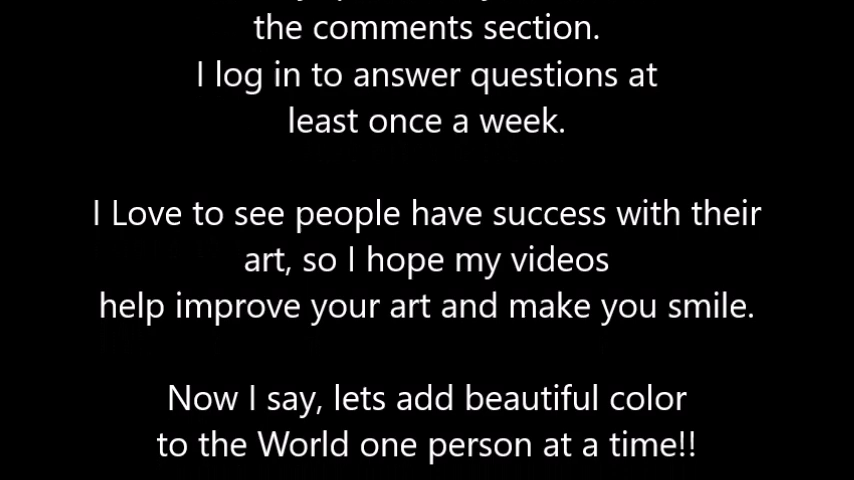 the comments section.
I log in to answer questions at
least once a week.
I Love to see people have success with their
art, so I hope my videos
help improve your art and make you smile.
Now I say, lets add beautiful color
to the World one person at a time!!